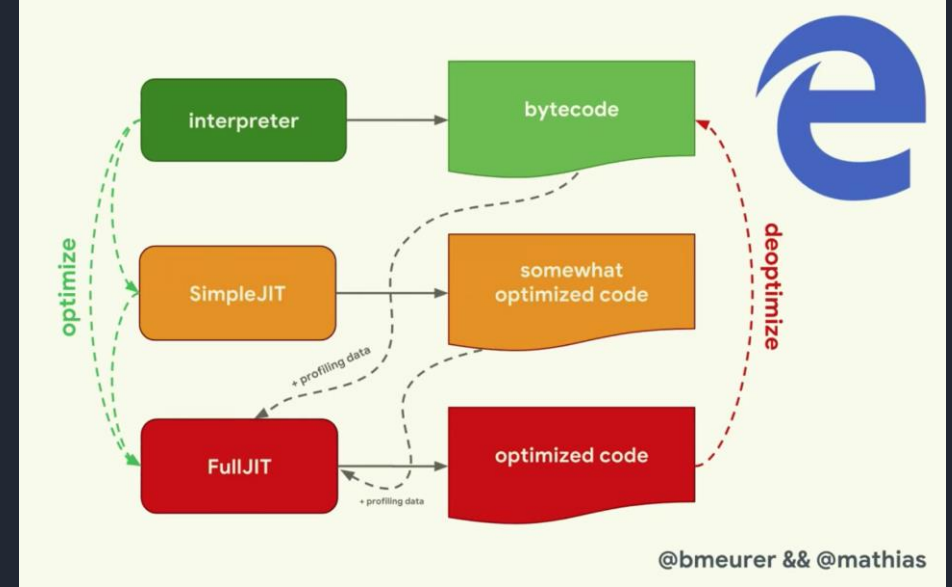 interpreter
bytecode
optimize
SimpleJIT
somewhat
optimized code
deoptimize
+ profiling data
FullJIT
optimized code
+ profiling data
@bmeurer && @mathias